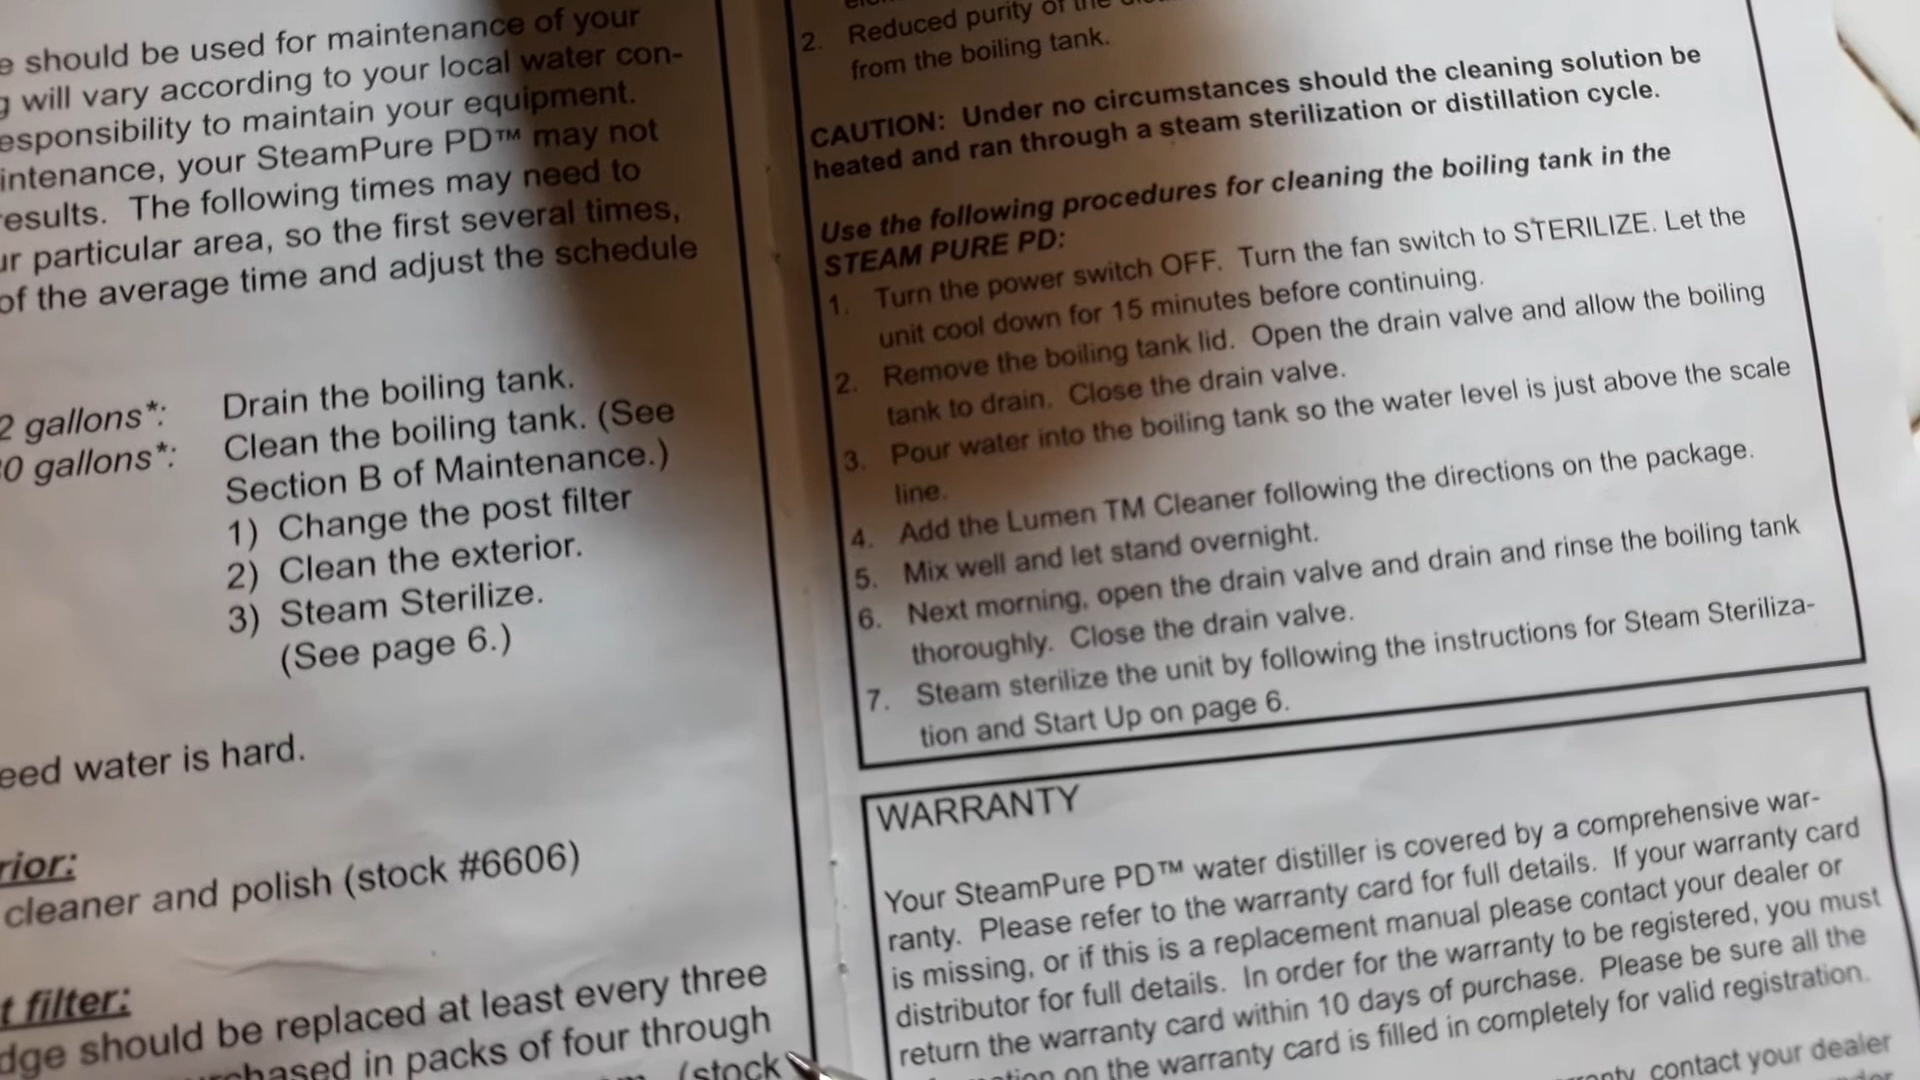 e should be used for maintenance of your
g will vary according to your local water con-
esponsibility to maintain your equipment.
intenance, your SteamPure PD™ may not
esults. The following times may need to
ur particular area, so the first several times,
of the average time and adjust the schedule
2 gallons*: Drain the boiling tank.
0 gallons*: Clean the boiling tank. (See
Section B of Maintenance.)
1) Change the post filter
2) Clean the exterior.
3) Steam Sterilize.
(See page 6.)
eed water is hard.
rior:
cleaner and polish (stock #6606)
t filter:
dge should be replaced at least every three
rchased in packs of four through
(stock
2. Reduced purity of the
from the boiling tank.
CAUTION: Under no circumstances should the cleaning solution be
heated and ran through a steam sterilization or distillation cycle.
Use the following procedures for cleaning the boiling tank in the
STEAM PURE PD:
1. Turn the power switch OFF. Turn the fan switch to STERILIZE. Let the
unit cool down for 15 minutes before continuing.
2. Remove the boiling tank lid. Open the drain valve and allow the boiling
tank to drain. Close the drain valve.
3. Pour water into the boiling tank so the water level is just above the scale
line.
4. Add the Lumen TM Cleaner following the directions on the package.
5. Mix well and let stand overnight.
6. Next morning, open the drain valve and drain and rinse the boiling tank
thoroughly. Close the drain valve.
7. Steam sterilize the unit by following the instructions for Steam Steriliza-
tion and Start Up on page 6.
WARRANTY
Your SteamPure PD™ water distiller is covered by a comprehensive war-
ranty. Please refer to the warranty card for full details. If your warranty card
is missing, or if this is a replacement manual please contact your dealer or
distributor for full details. In order for the warranty to be registered, you must
return the warranty card within 10 days of purchase. Please be sure all the
on the warranty card is filled in completely for valid registration.
contact your dealer